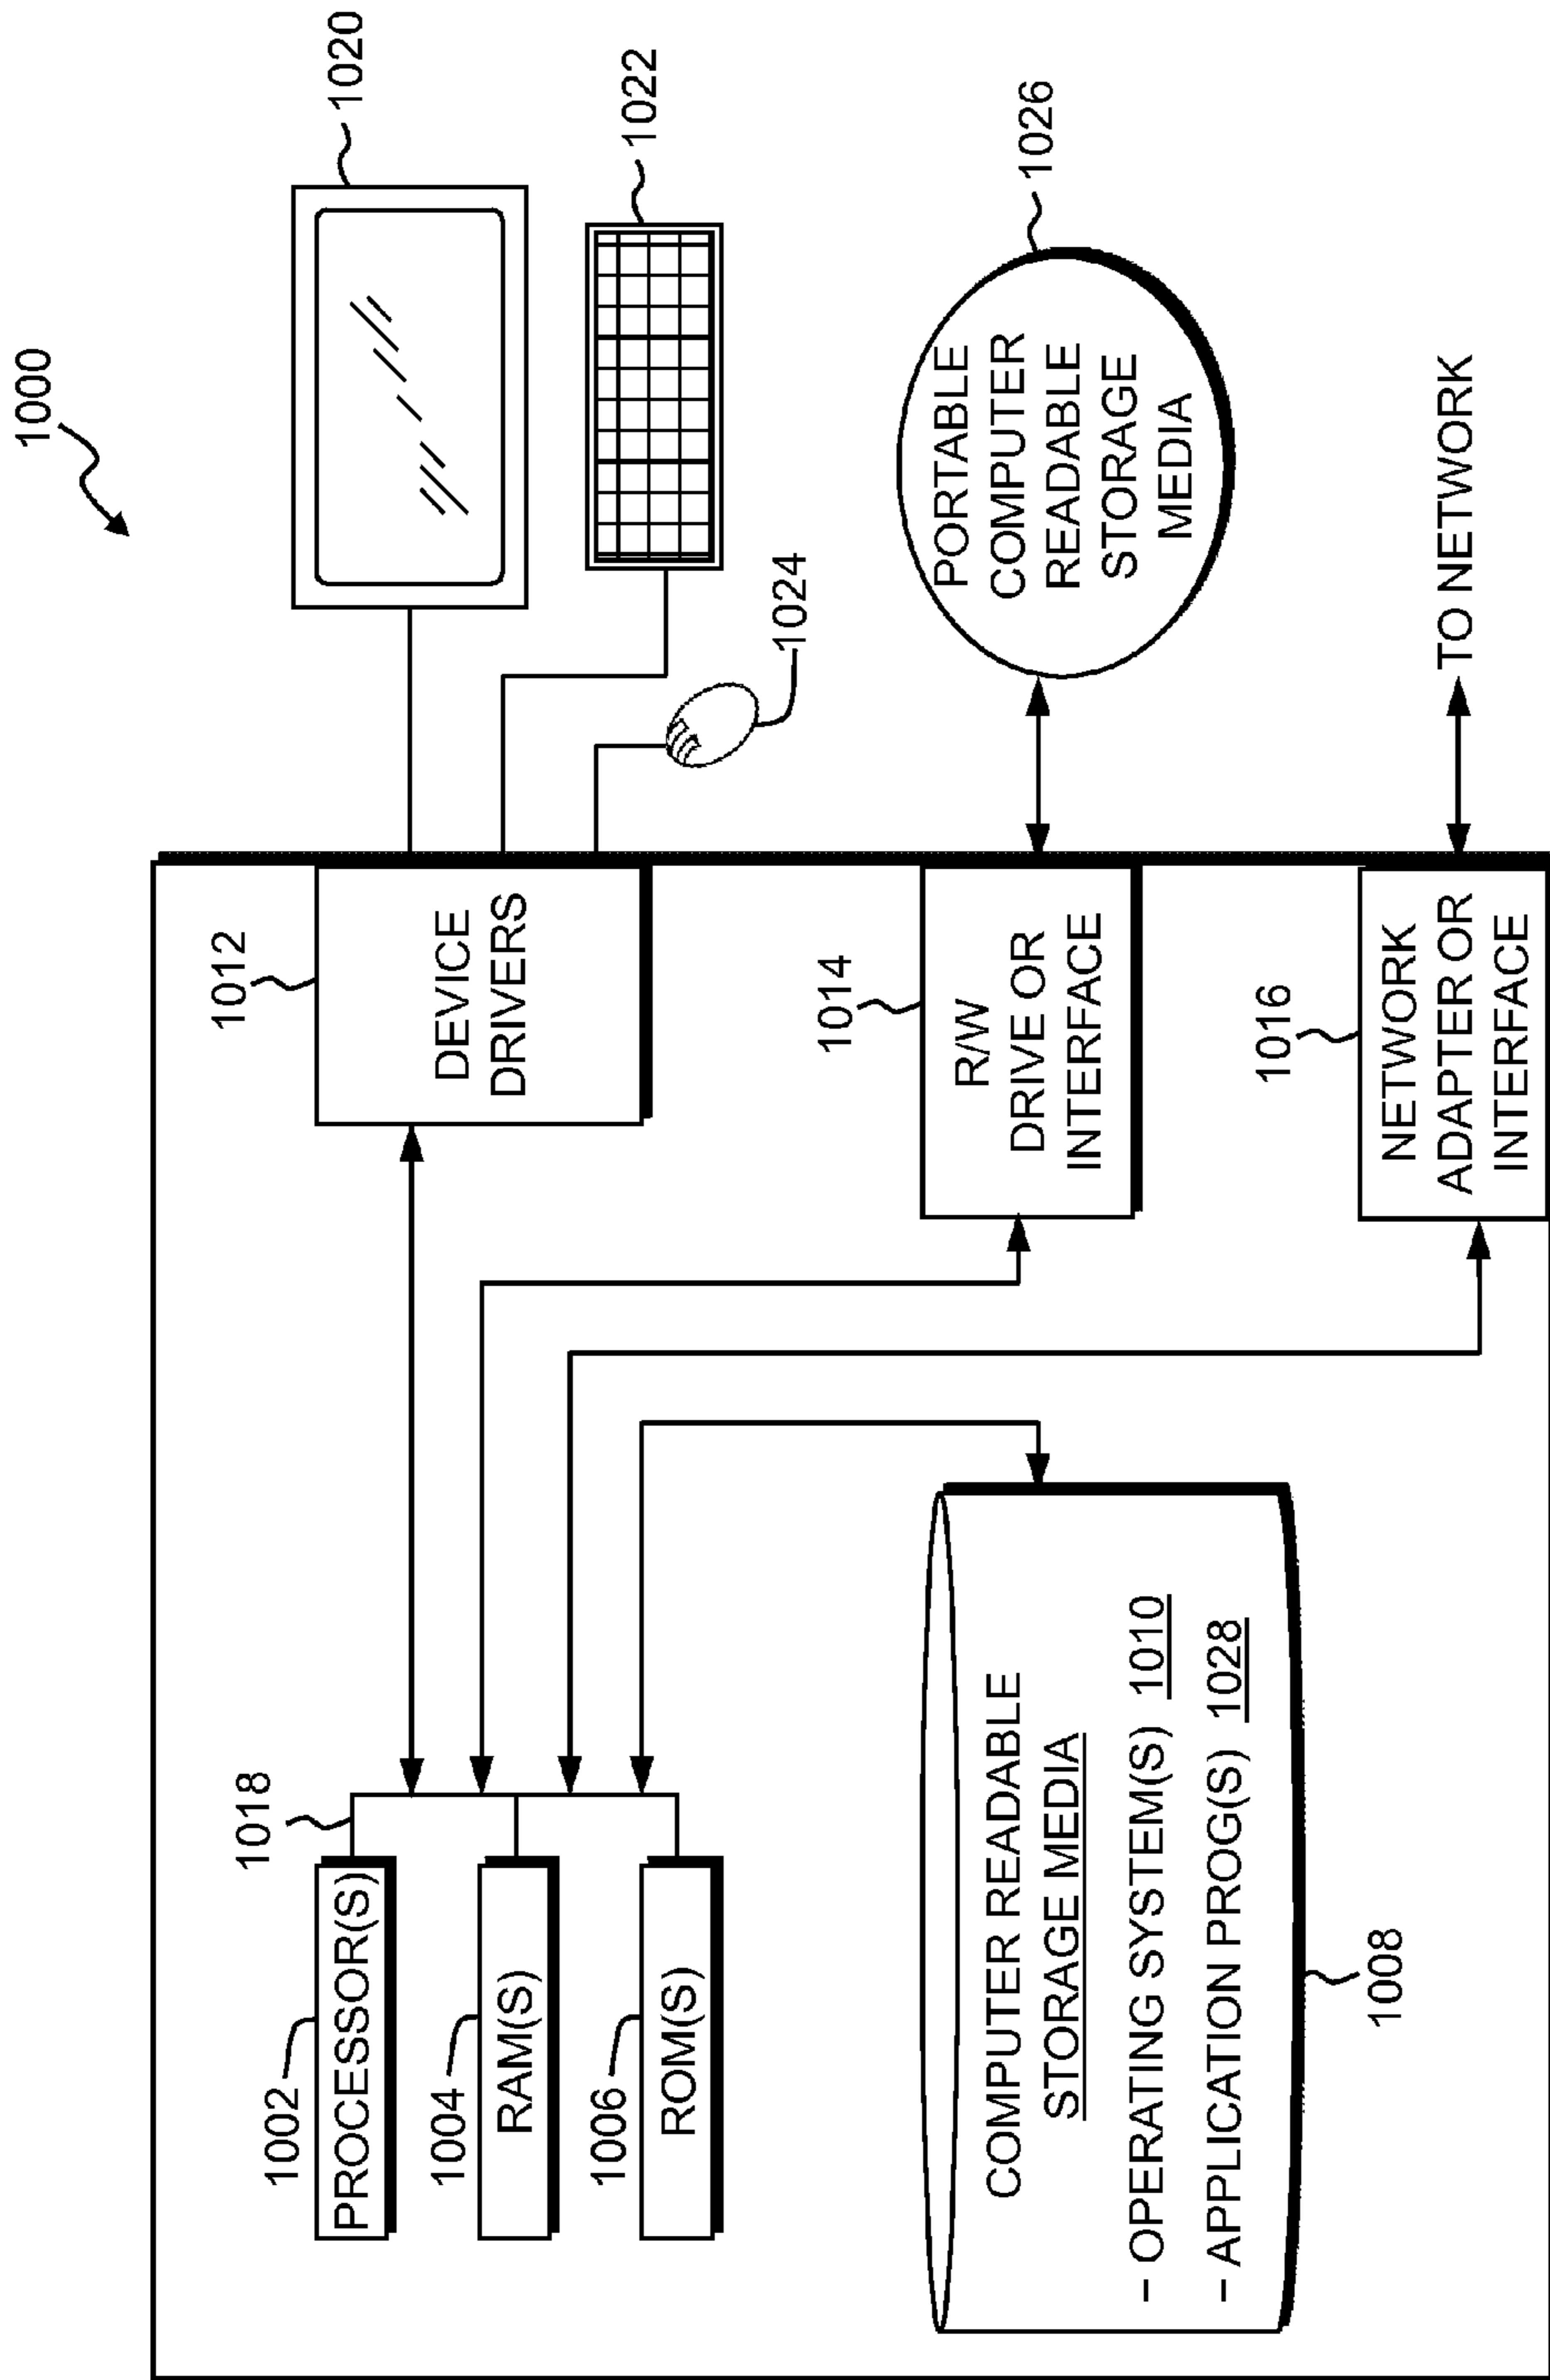 1000
1020
1022
1024
1026
PORTABLE
COMPUTER
READABLE
STORAGE
MEDIA
TO NETWORK
1012
DEVICE
DRIVERS
1014
R/W
DRIVE OR
INTERFACE
1016
NETWORK
ADAPTER OR
INTERFACE
1018
1002
PROCESSOR(S)
1004
RAM(S)
1006
ROM(S)
COMPUTER READABLE
STORAGE MEDIA
– OPERATING SYSTEM(S) 1010
– APPLICATION PROG(S) 1028
1008